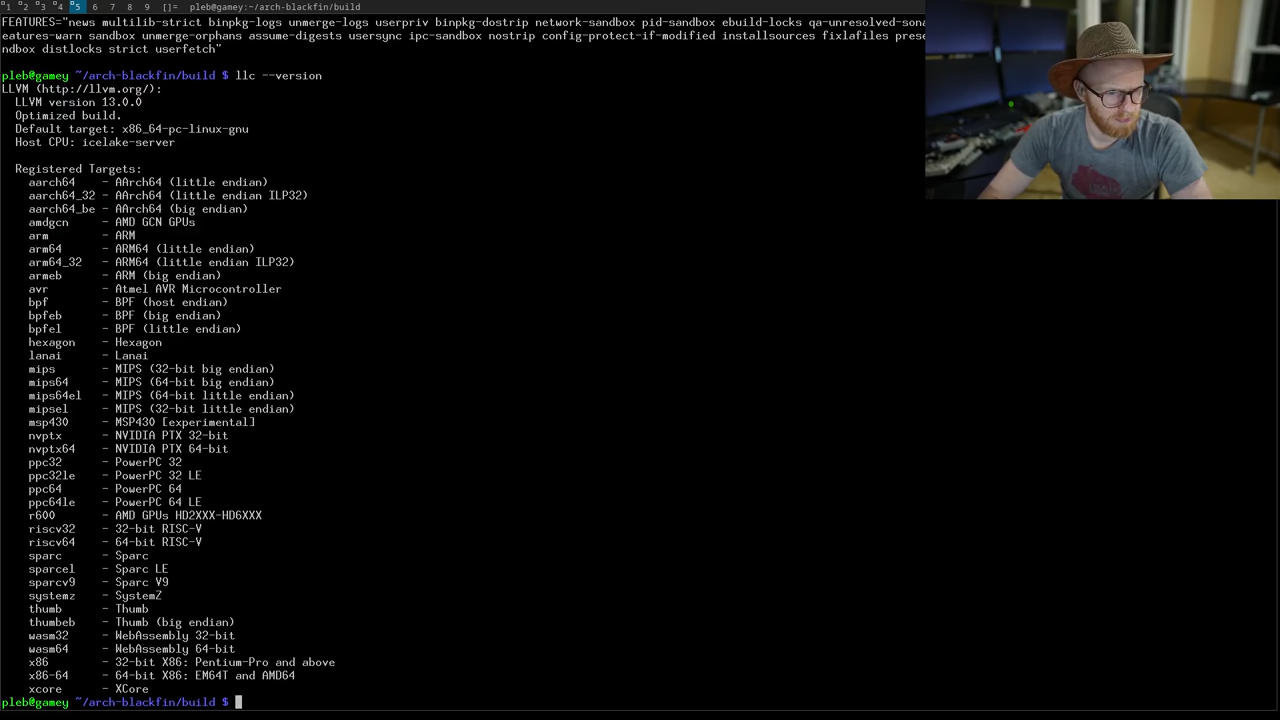 1 2 3 4 5 6 7 8 9 []= pleb@gamey:~/arch-blackfin/build
FEATURES="news multilib-strict binpkg-logs unmerge-logs userpriv binpkg-dostrip network-sandbox pid-sandbox ebuild-locks qa-unresolved-sona
eatures-warn sandbox unmerge-orphans assume-digests usersync ipc-sandbox nostrip config-protect-if-modified installsources fixlafiles prese
ndbox distlocks strict userfetch"
pleb@gamey ~/arch-blackfin/build $ llc --version
LLVM (http://llvm.org/):
LLVM version 13.0.0
Optimized build.
Default target: x86_64-pc-linux-gnu
Host CPU: icelake-server
Registered Targets:
aarch64 - AArch64 (little endian)
aarch64_32 - AArch64 (little endian ILP32)
aarch64_be - AArch64 (big endian)
amdgcn - AMD GCN GPUs
arm - ARM
arm64 - ARM64 (little endian)
arm64_32 - ARM64 (little endian ILP32)
armeb - ARM (big endian)
avr - Atmel AVR Microcontroller
bpf - BPF (host endian)
bpfeb - BPF (big endian)
bpfel - BPF (little endian)
hexagon - Hexagon
lanai - Lanai
mips - MIPS (32-bit big endian)
mips64 - MIPS (64-bit big endian)
mips64el - MIPS (64-bit little endian)
mipsel - MIPS (32-bit little endian)
msp430 - MSP430 [experimental]
nvptx - NVIDIA PTX 32-bit
nvptx64 - NVIDIA PTX 64-bit
ppc32 - PowerPC 32
ppc32le - PowerPC 32 LE
ppc64 - PowerPC 64
ppc64le - PowerPC 64 LE
r600 - AMD GPUs HD2XXX-HD6XXX
riscv32 - 32-bit RISC-V
riscv64 - 64-bit RISC-V
sparc - Sparc
sparcel - Sparc LE
sparcv9 - Sparc V9
systemz - SystemZ
thumb - Thumb
thumbeb - Thumb (big endian)
wasm32 - WebAssembly 32-bit
wasm64 - WebAssembly 64-bit
x86 - 32-bit X86: Pentium-Pro and above
x86-64 - 64-bit X86: EM64T and AMD64
xcore - XCore
pleb@gamey ~/arch-blackfin/build $